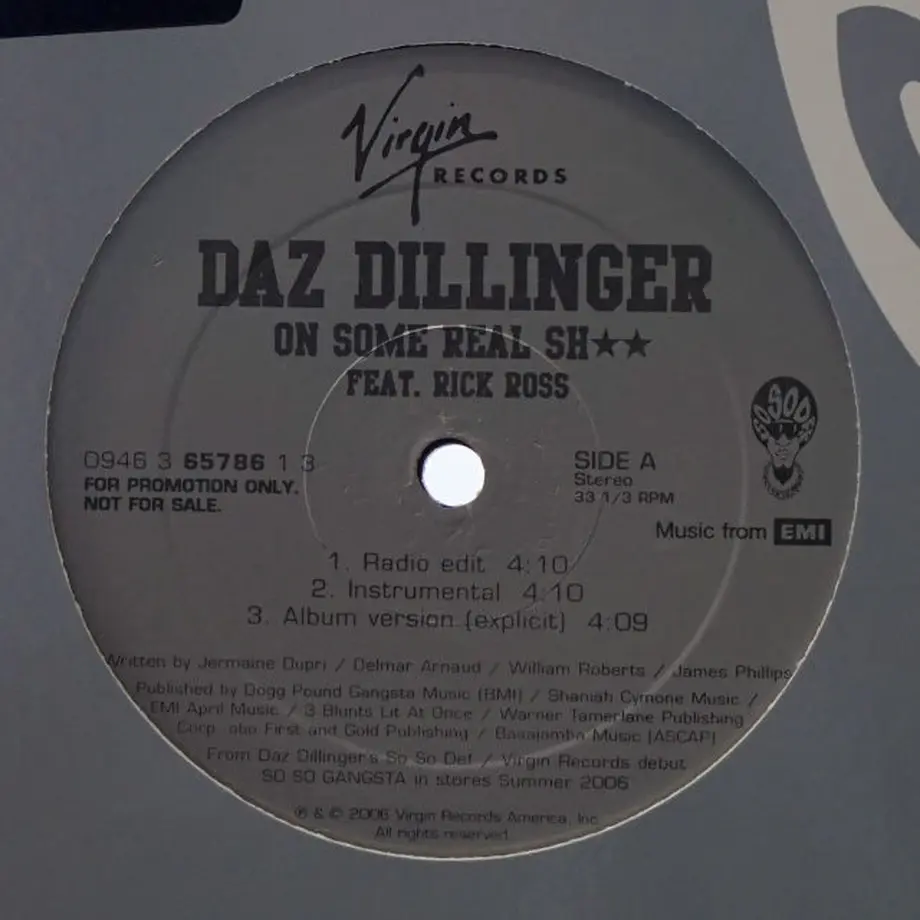 Virgin
RECORDS
DAZ DILLINGER
ON SOME REAL SH★★
FEAT. RICK ROSS
0946 3 65786 1 3
FOR PROMOTION ONLY.
NOT FOR SALE.
SIDE A
Stereo
33 1/3 RPM
SO SO DEF
Music from EMI
1. Radio edit 4:10
2. Instrumental 4:10
3. Album version (explicit) 4:09
Written by Jermaine Dupri / Delmar Arnaud / William Roberts / James Phillips
Published by Dogg Pound Gangsta Music (BMI) / Shaniah Cymone Music /
EMI April Music / 3 Blunts Lit At Once / Warner Tamerlane Publishing
Corp. obo First and Gold Publishing / Basajamba Music (ASCAP)
From Daz Dillinger's So So Def / Virgin Records debut
SO SO GANGSTA in stores Summer 2006
℗ & © 2006 Virgin Records America, Inc.
All rights reserved.